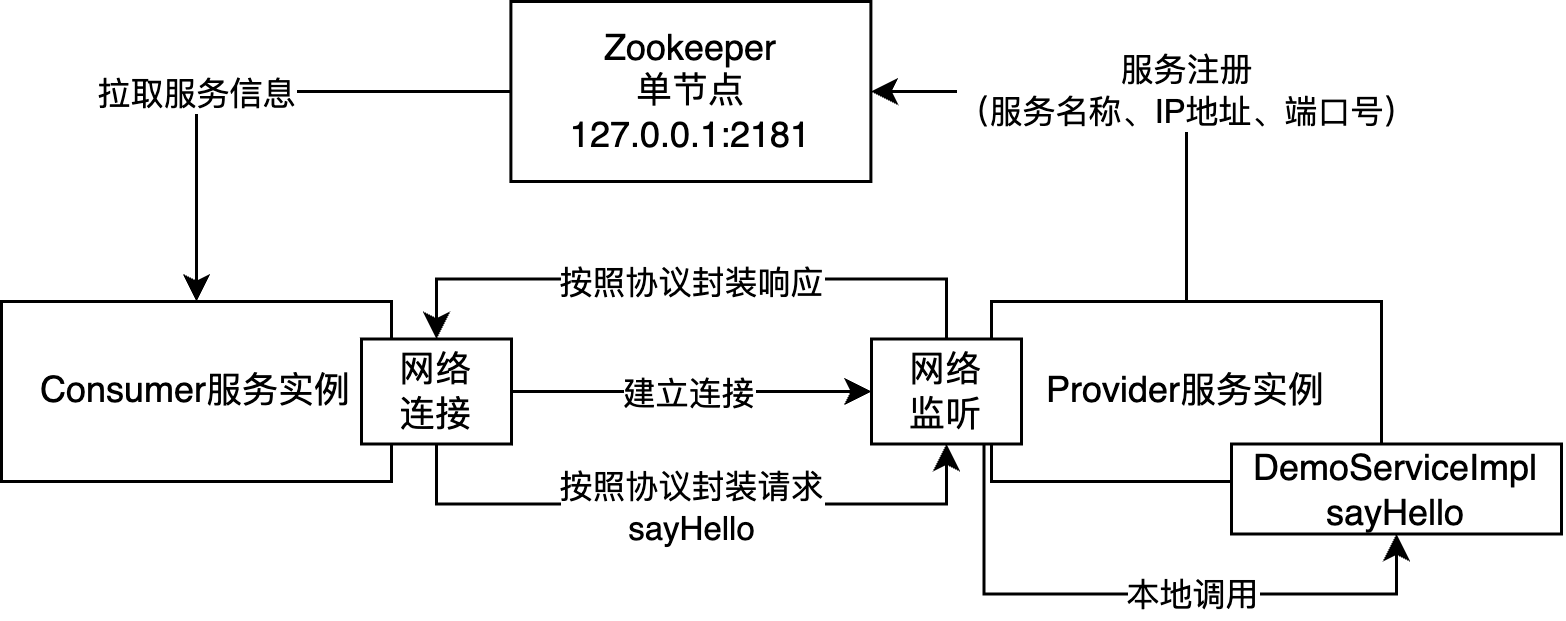 Zookeeper
单节点
127.0.0.1:2181
拉取服务信息
服务注册
（服务名称、IP地址、端口号）
按照协议封装响应
Consumer服务实例
网络
连接
建立连接
网络
监听
Provider服务实例
按照协议封装请求
sayHello
DemoServiceImpl
sayHello
本地调用